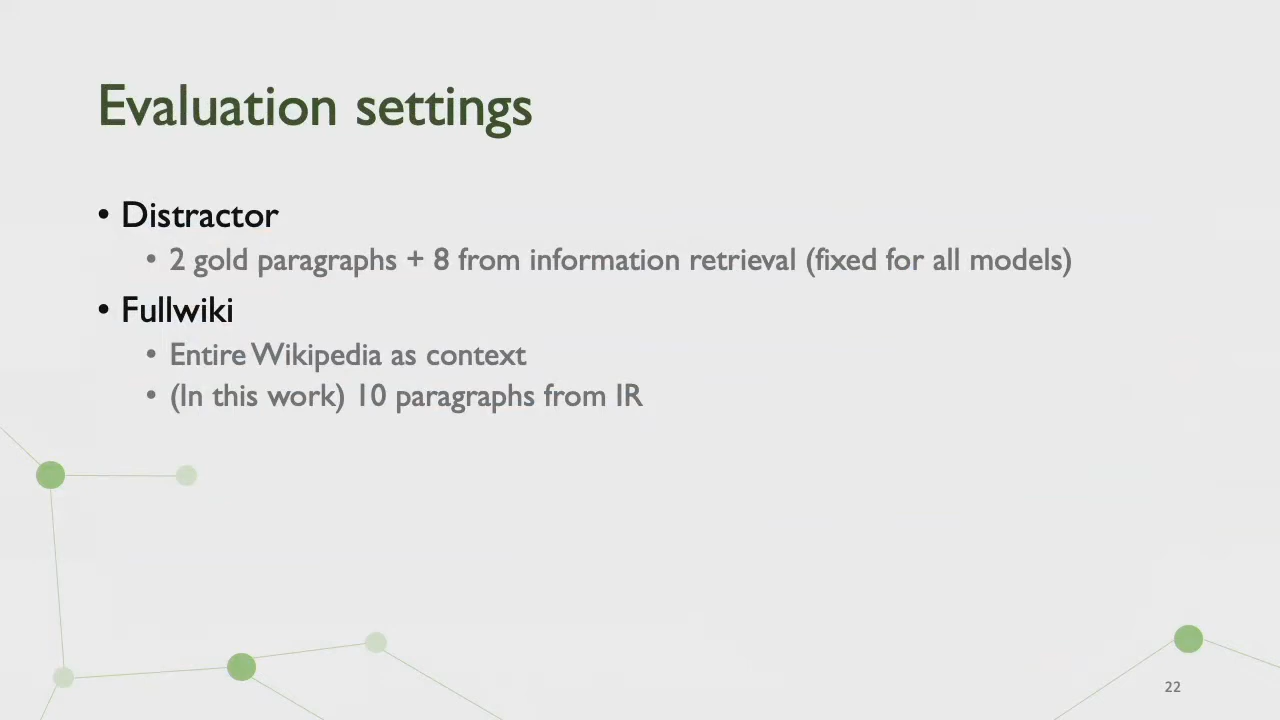 Evaluation settings
• Distractor
• 2 gold paragraphs + 8 from information retrieval (fixed for all models)
• Fullwiki
• Entire Wikipedia as context
• (In this work) 10 paragraphs from IR
22